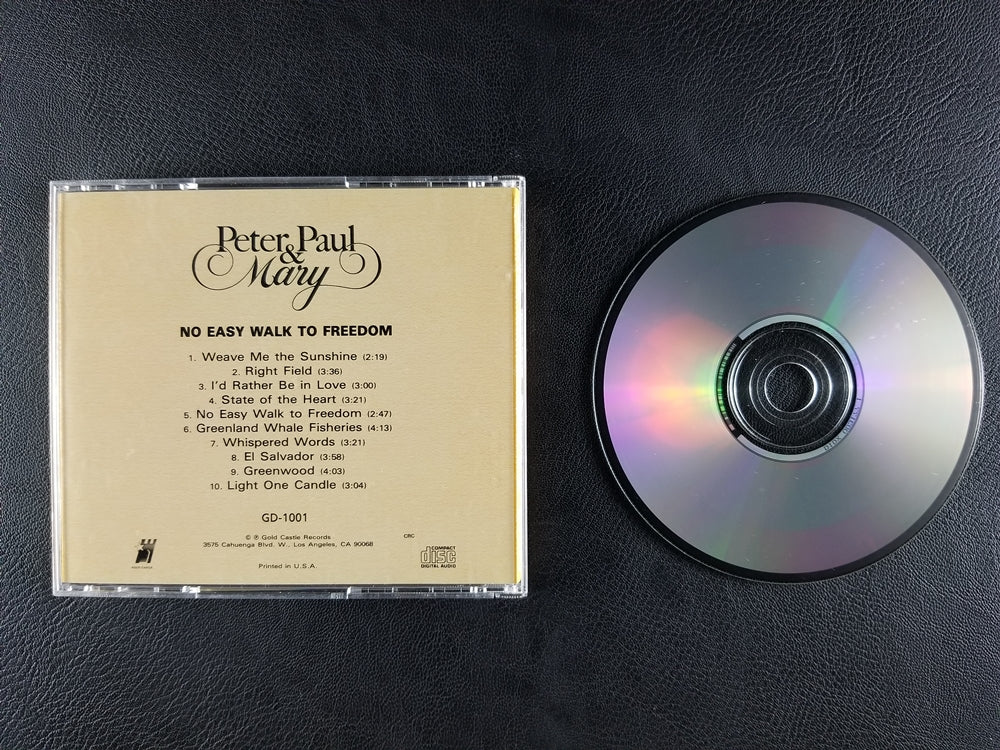 Peter, Paul
&
Mary
NO EASY WALK TO FREEDOM
1. Weave Me the Sunshine (2:19)
2. Right Field (3:36)
3. I'd Rather Be in Love (3:00)
4. State of the Heart (3:21)
5. No Easy Walk to Freedom (2:47)
6. Greenland Whale Fisheries (4:13)
7. Whispered Words (3:21)
8. El Salvador (3:58)
9. Greenwood (4:03)
10. Light One Candle (3:04)
GD-1001
© ℗ Gold Castle Records
3575 Cahuenga Blvd. W., Los Angeles, CA 90068
CRC
COMPACT
disc
DIGITAL AUDIO
Printed in U.S.A.